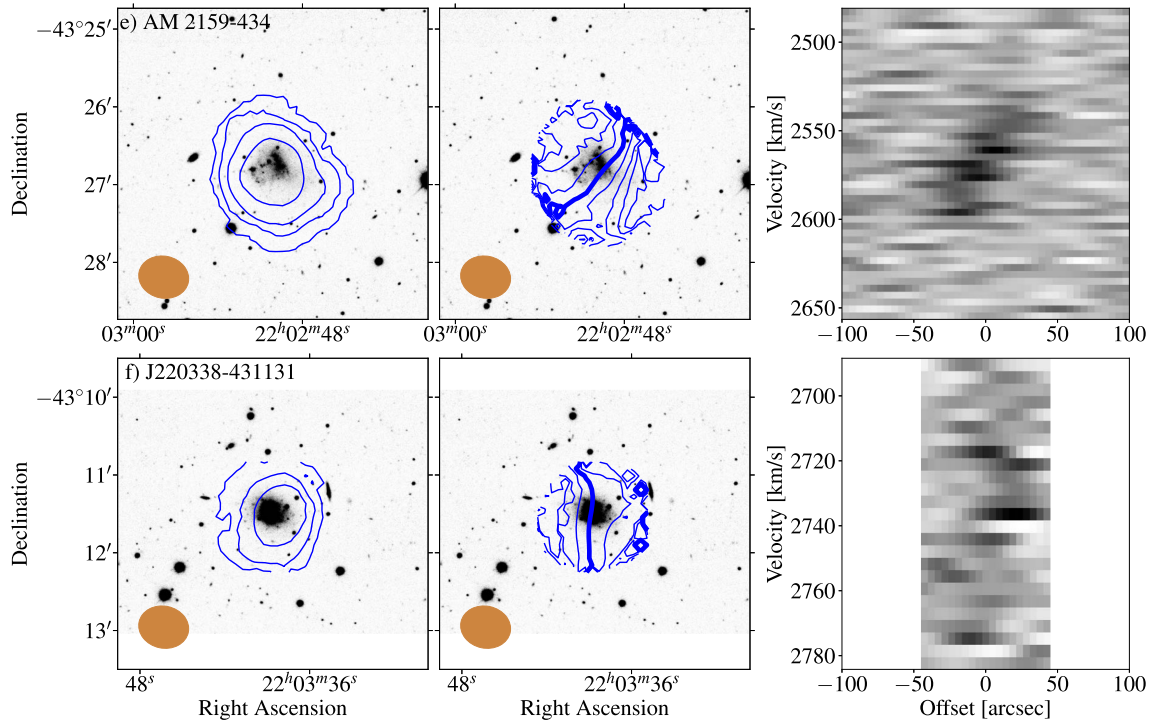 e) AM 2159-434
−43°25′
26′
27′
28′
Declination
03ᵐ00ˢ
22ʰ02ᵐ48ˢ
03ᵐ00ˢ
22ʰ02ᵐ48ˢ
Velocity [km/s]
2500
2550
2600
2650
−100
−50
0
50
100
f) J220338-431131
−43°10′
11′
12′
13′
Declination
48ˢ
22ʰ03ᵐ36ˢ
Right Ascension
48ˢ
22ʰ03ᵐ36ˢ
Right Ascension
Velocity [km/s]
2700
2720
2740
2760
2780
−100
−50
0
50
100
Offset [arcsec]